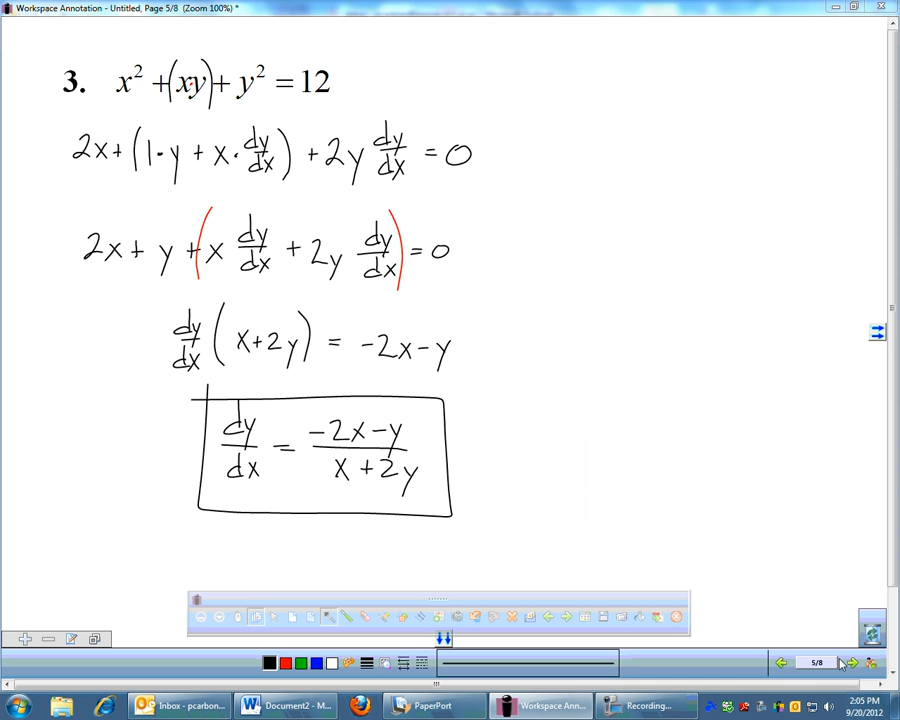 Workspace Annotation - Untitled, Page 5/8 (Zoom 100%) *
3. x² + (xy) + y² = 12
2x + (1·y + x·dy/dx) + 2y dy/dx = 0
2x + y + (x dy/dx + 2y dy/dx) = 0
dy/dx (x+2y) = -2x-y
dy/dx = (-2x-y)/(x+2y)
5/8
Inbox - pcarbon...
Document2 - M...
PaperPort
Workspace Ann...
Recording...
2:05 PM
9/20/2012